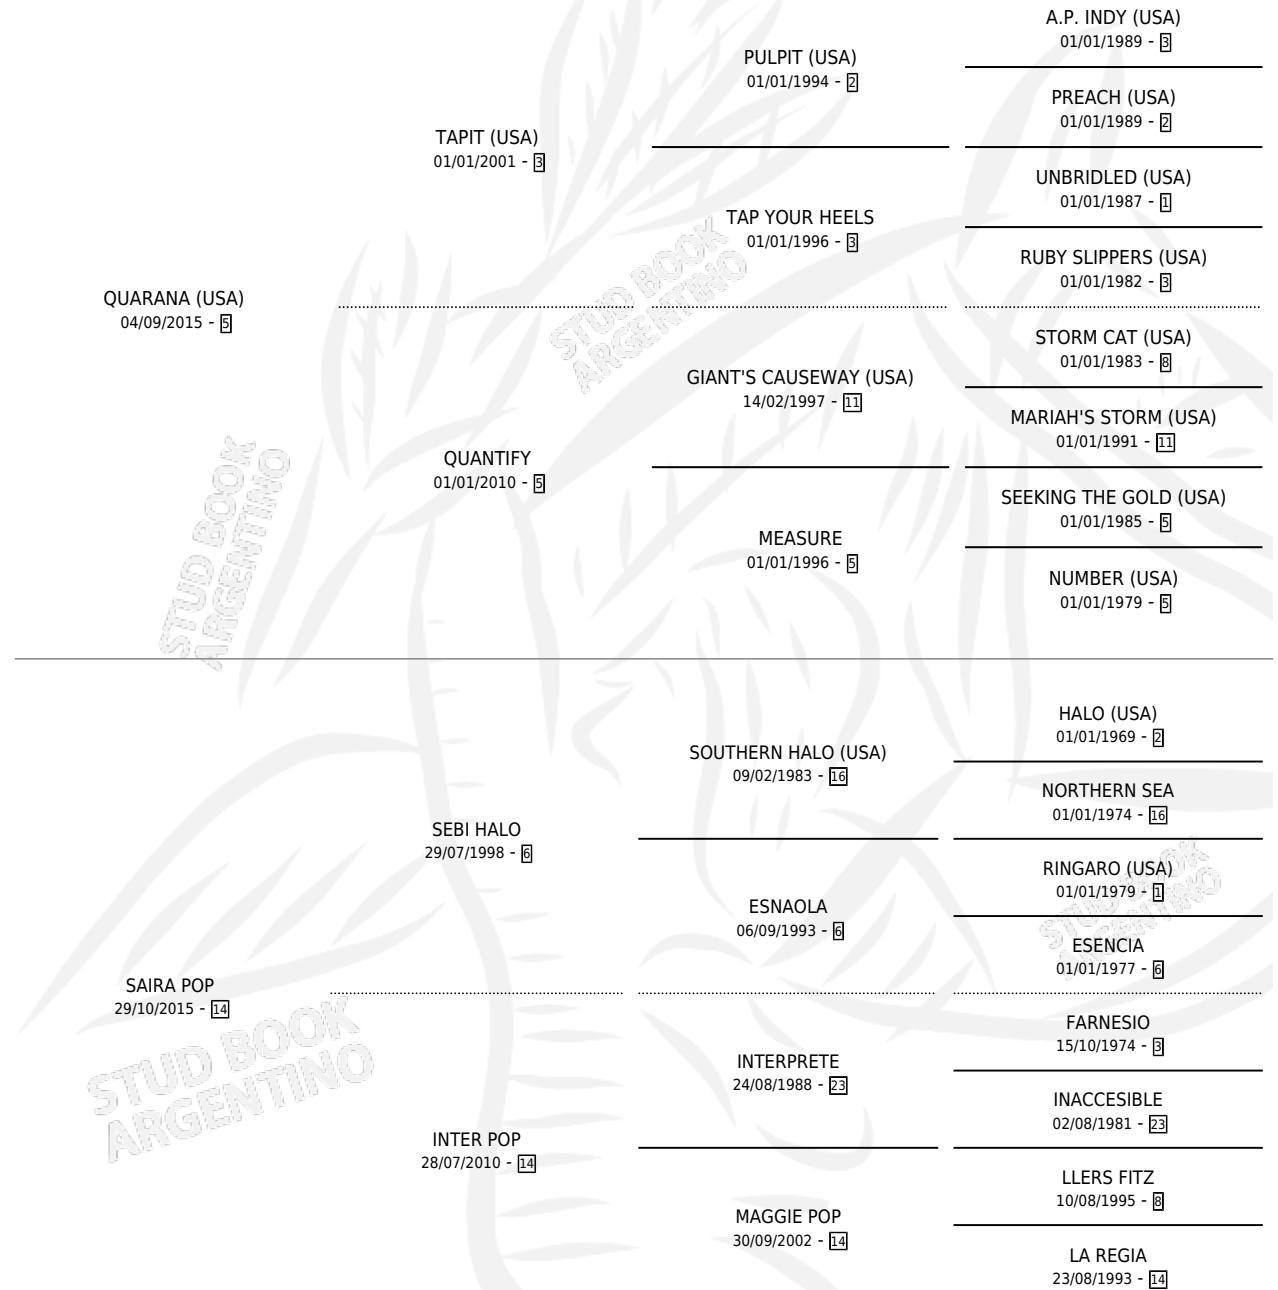 A.P. INDY (USA)
01/01/1989 - 3
PULPIT (USA)
01/01/1994 - 2
PREACH (USA)
01/01/1989 - 2
TAPIT (USA)
01/01/2001 - 3
UNBRIDLED (USA)
01/01/1987 - 1
TAP YOUR HEELS
01/01/1996 - 3
RUBY SLIPPERS (USA)
01/01/1982 - 3
QUARANA (USA)
04/09/2015 - 5
STUD BOOK
ARGENTINO
STORM CAT (USA)
01/01/1983 - 8
GIANT'S CAUSEWAY (USA)
14/02/1997 - 11
MARIAH'S STORM (USA)
01/01/1991 - 11
QUANTIFY
01/01/2010 - 5
SEEKING THE GOLD (USA)
01/01/1985 - 5
MEASURE
01/01/1996 - 5
NUMBER (USA)
01/01/1979 - 5
STUD BOOK
ARGENTINO
HALO (USA)
01/01/1969 - 2
SOUTHERN HALO (USA)
09/02/1983 - 16
NORTHERN SEA
01/01/1974 - 16
SEBI HALO
29/07/1998 - 6
RINGARO (USA)
01/01/1979 - 1
ESNAOLA
06/09/1993 - 6
ESENCIA
01/01/1977 - 6
STUD BOOK
ARGENTINO
SAIRA POP
29/10/2015 - 14
FARNESIO
15/10/1974 - 3
INTERPRETE
24/08/1988 - 23
INACCESIBLE
02/08/1981 - 23
STUD BOOK
ARGENTINO
INTER POP
28/07/2010 - 14
LLERS FITZ
10/08/1995 - 8
MAGGIE POP
30/09/2002 - 14
LA REGIA
23/08/1993 - 14